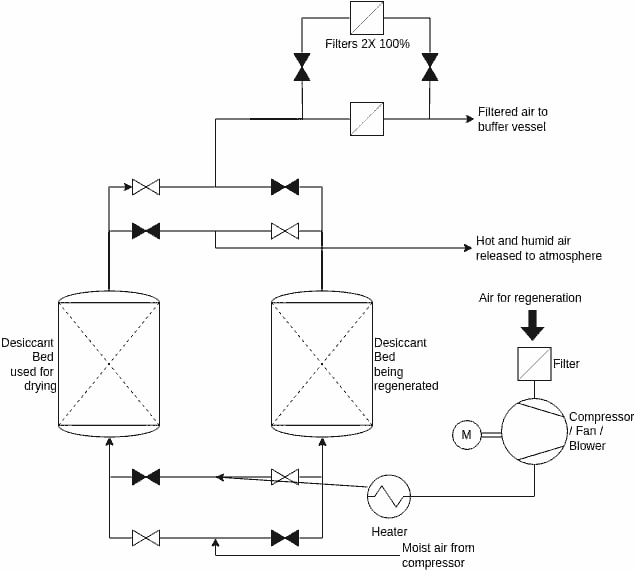 Filters 2X 100%
Filtered air to
buffer vessel
Hot and humid air
released to atmosphere
Air for regeneration
Desiccant
Bed
used for
drying
Desiccant
Bed
being
regenerated
Filter
Compressor
/ Fan /
Blower
M
Heater
Moist air from
compressor